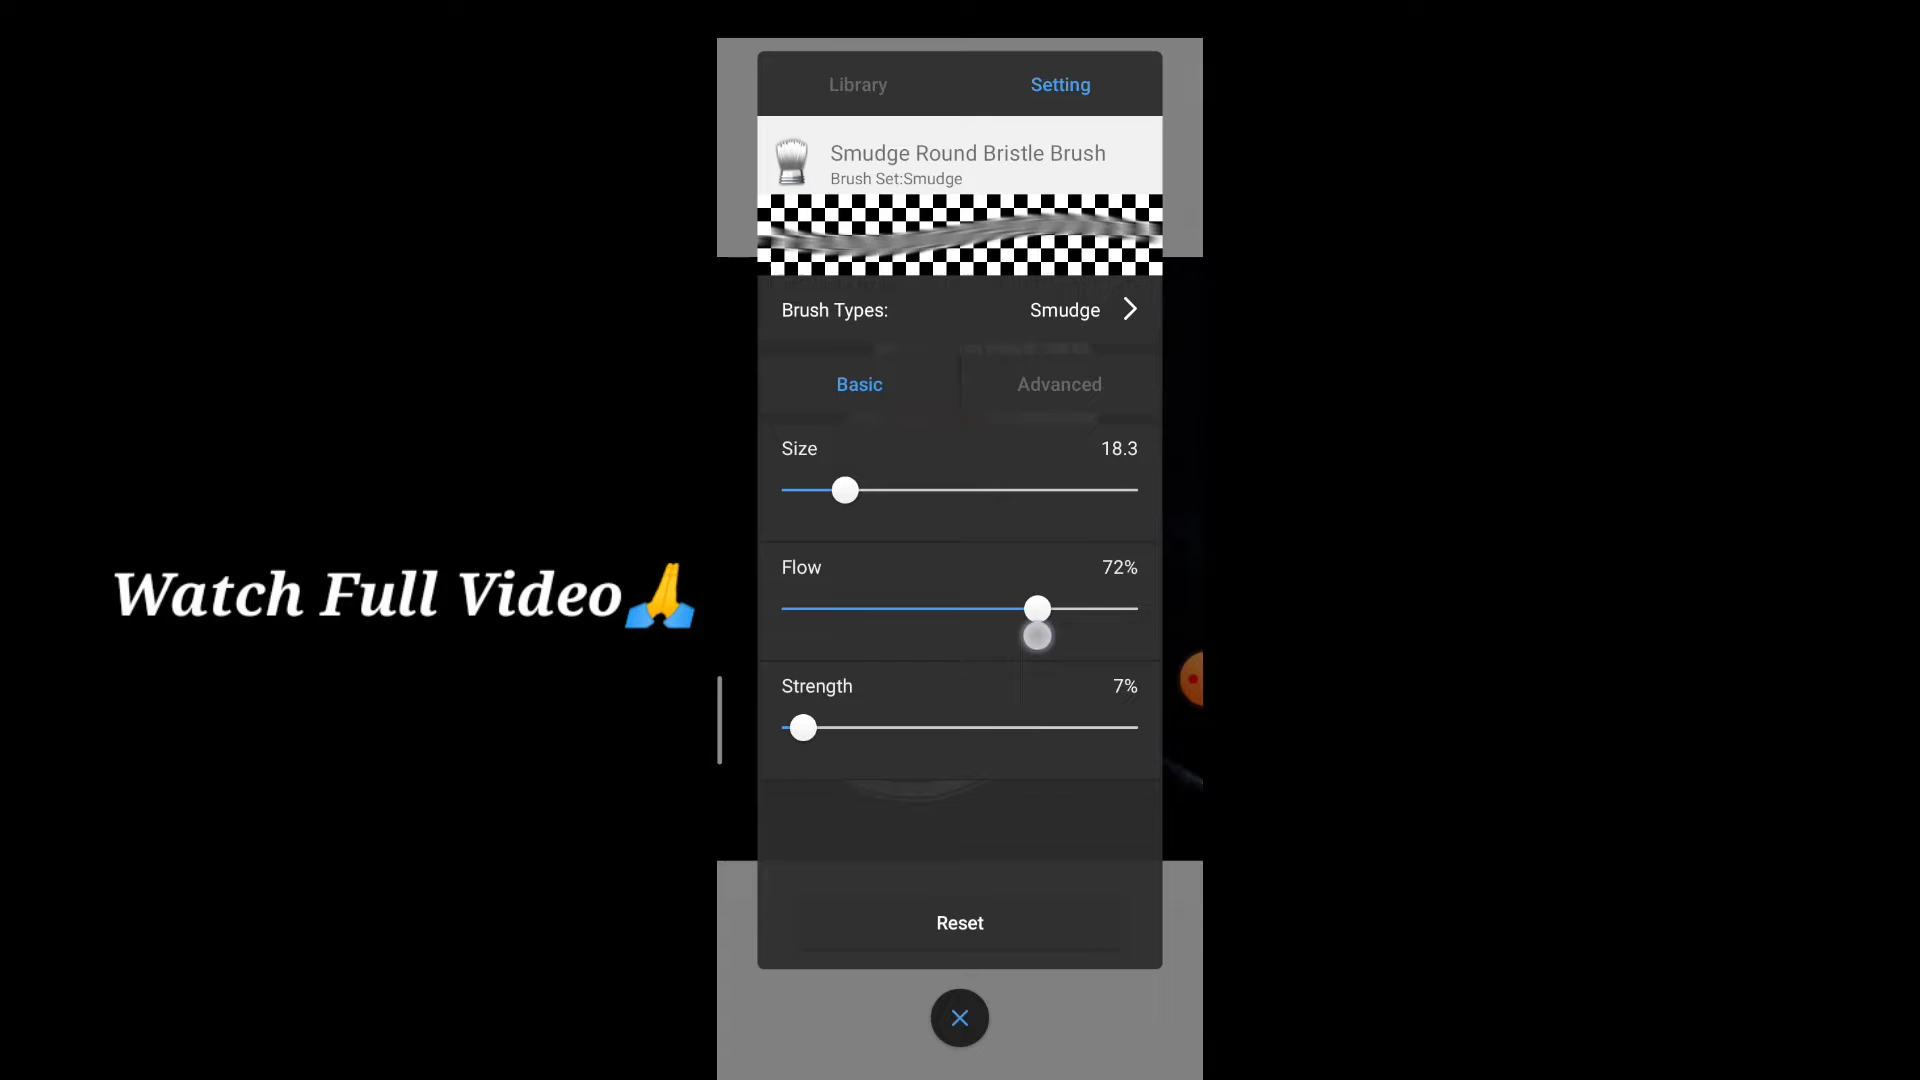 Library
Setting
Smudge Round Bristle Brush
Brush Set:Smudge
Brush Types:
Smudge
Basic
Advanced
Size
18.3
Flow
72%
Watch Full Video🙏
Strength
7%
Reset